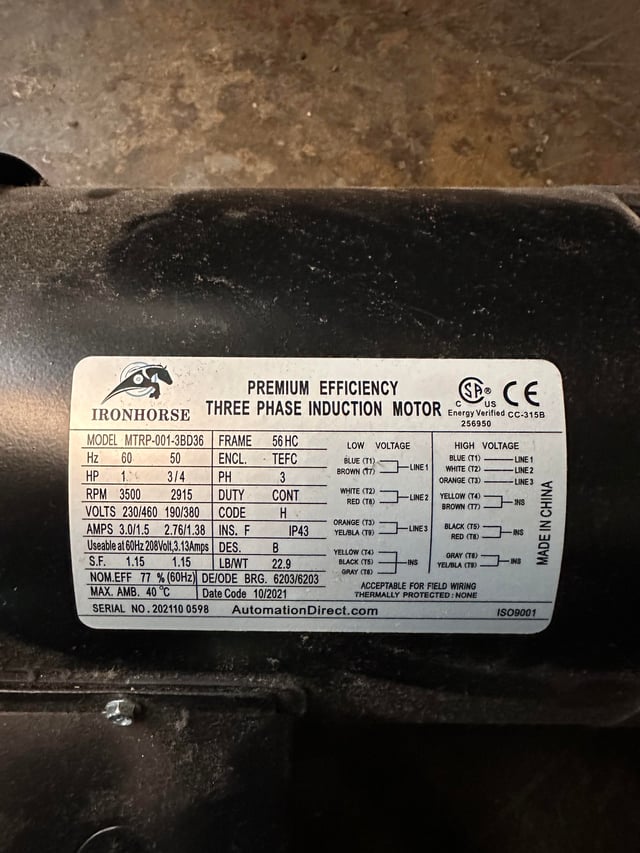 IRONHORSE
PREMIUM EFFICIENCY
THREE PHASE INDUCTION MOTOR
C US
Energy Verified CC-315B
256950
MODEL MTRP-001-3BD36 FRAME 56HC
Hz 60 50 ENCL. TEFC
HP 1. 3/4 PH 3
RPM 3500 2915 DUTY CONT
VOLTS 230/460 190/380 CODE H
AMPS 3.0/1.5 2.76/1.38 INS. F IP43
Useable at 60Hz 208Volt,3.13Amps DES. B
S.F. 1.15 1.15 LB/WT 22.9
NOM.EFF 77 % (60Hz) DE/ODE BRG. 6203/6203
MAX. AMB. 40 °C Date Code 10/2021
SERIAL NO. 202110 0598 AutomationDirect.com
LOW VOLTAGE
BLUE (T1)
BROWN (T7) LINE 1
WHITE (T2)
RED (T8) LINE 2
ORANGE (T3)
YEL/BLA (T9) LINE 3
YELLOW (T4)
BLACK (T5) INS
GRAY (T6)
HIGH VOLTAGE
BLUE (T1) LINE 1
WHITE (T2) LINE 2
ORANGE (T3) LINE 3
YELLOW (T4)
BROWN (T7) INS
BLACK (T5)
RED (T8) INS
GRAY (T6)
YEL/BLA (T9) INS
ACCEPTABLE FOR FIELD WIRING
THERMALLY PROTECTED : NONE
ISO9001
MADE IN CHINA